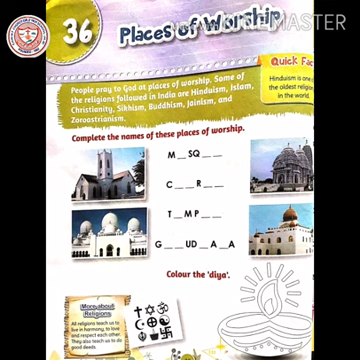 36
Places of Worship
MASTER
People pray to God at places of worship. Some of
the religions followed in India are Hinduism, Islam,
Christianity, Sikhism, Buddhism, Jainism, and
Zoroastrianism.
Quick Fac
Hinduism is one
the oldest religion
in the world.
Complete the names of these places of worship.
M _ SQ _ _
C _ _ R _ _
T _ M P _ _
G _ _ UD _ A _ A
Colour the 'diya'.
More about
Religions
All religions teach us to
live in harmony, to love
and respect each other.
They also teach us to do
good deeds.